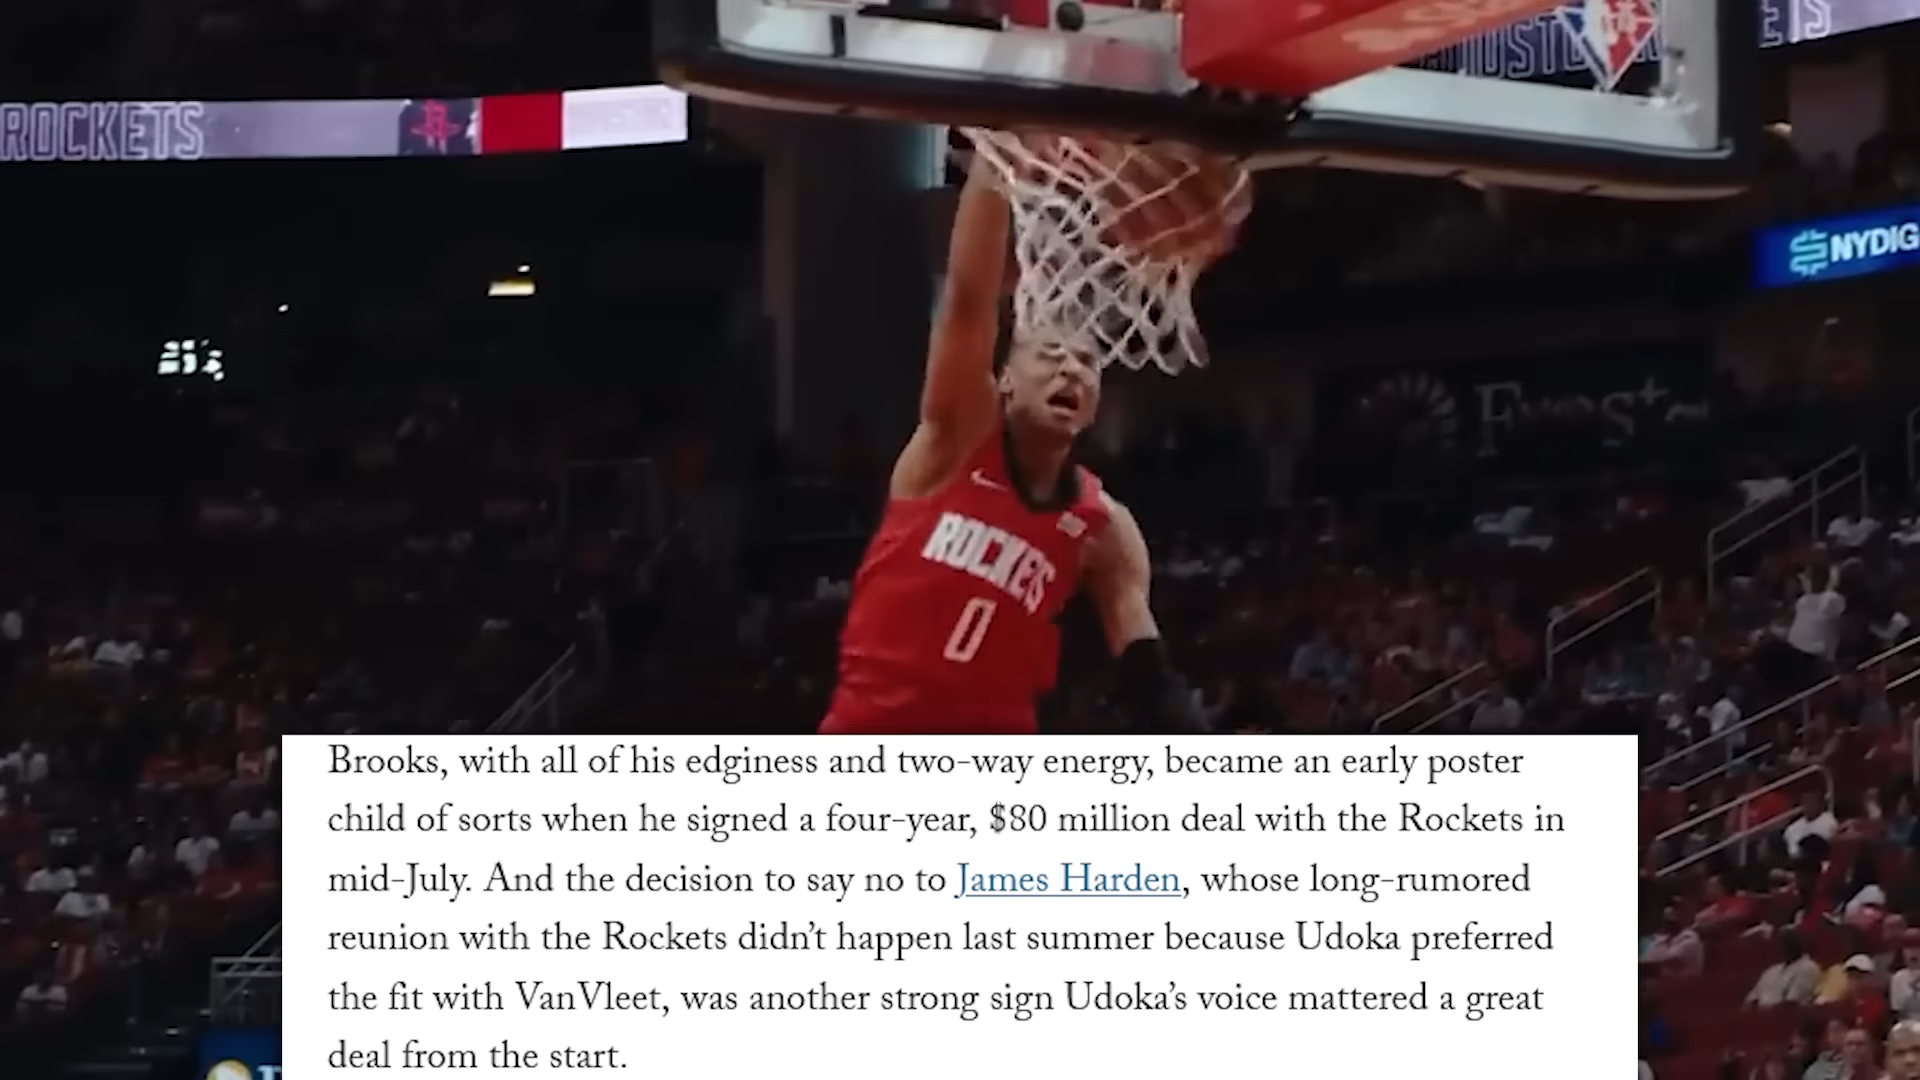 ROCKETS
NYDIG
ROCKETS
0
Brooks, with all of his edginess and two-way energy, became an early poster
child of sorts when he signed a four-year, $80 million deal with the Rockets in
mid-July. And the decision to say no to James Harden, whose long-rumored
reunion with the Rockets didn’t happen last summer because Udoka preferred
the fit with VanVleet, was another strong sign Udoka’s voice mattered a great
deal from the start.